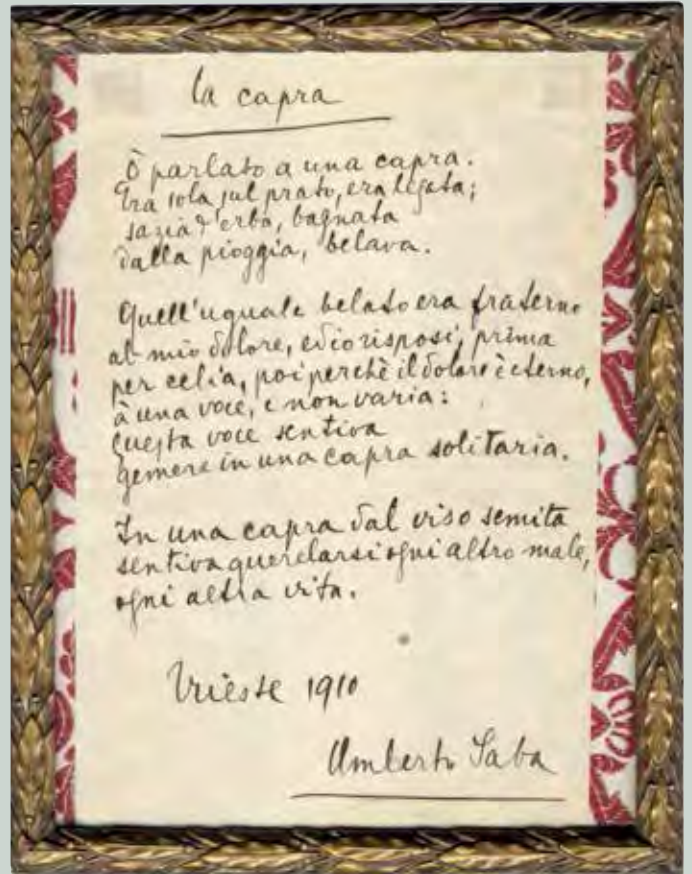 la capra
Ò parlato a una capra.
Era sola sul prato, era legata;
sazia d'erba, bagnata
dalla pioggia, belava.
Quell'uguale belato era fraterno
al mio dolore, ed io risposi, prima
per celia, poi perchè il dolore è eterno,
à una voce, e non varia:
questa voce sentiva
gemere in una capra solitaria.
In una capra dal viso semita
sentiva querelarsi ogni altro male,
ogni altra vita.
Trieste 1910
Umberto Saba